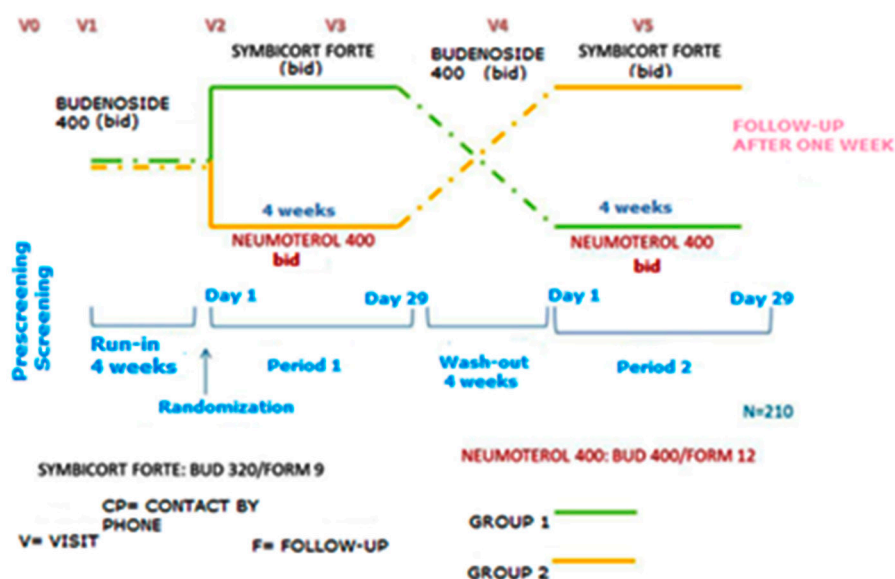 V0 V1 V2 V3 V4 V5
SYMBICORT FORTE
(bid)
BUDENOSIDE
400 (bid)
SYMBICORT FORTE
(bid)
BUDENOSIDE
400 (bid)
FOLLOW-UP
AFTER ONE WEEK
4 weeks
NEUMOTEROL 400
bid
4 weeks
NEUMOTEROL 400
bid
Prescreening
Screening
Day 1
Day 29
Day 1
Day 29
Run-in
4 weeks
Period 1
Wash-out
4 weeks
Period 2
Randomization
N=210
SYMBICORT FORTE: BUD 320/FORM 9
NEUMOTEROL 400: BUD 400/FORM 12
CP= CONTACT BY
PHONE
V= VISIT
F= FOLLOW-UP
GROUP 1
GROUP 2